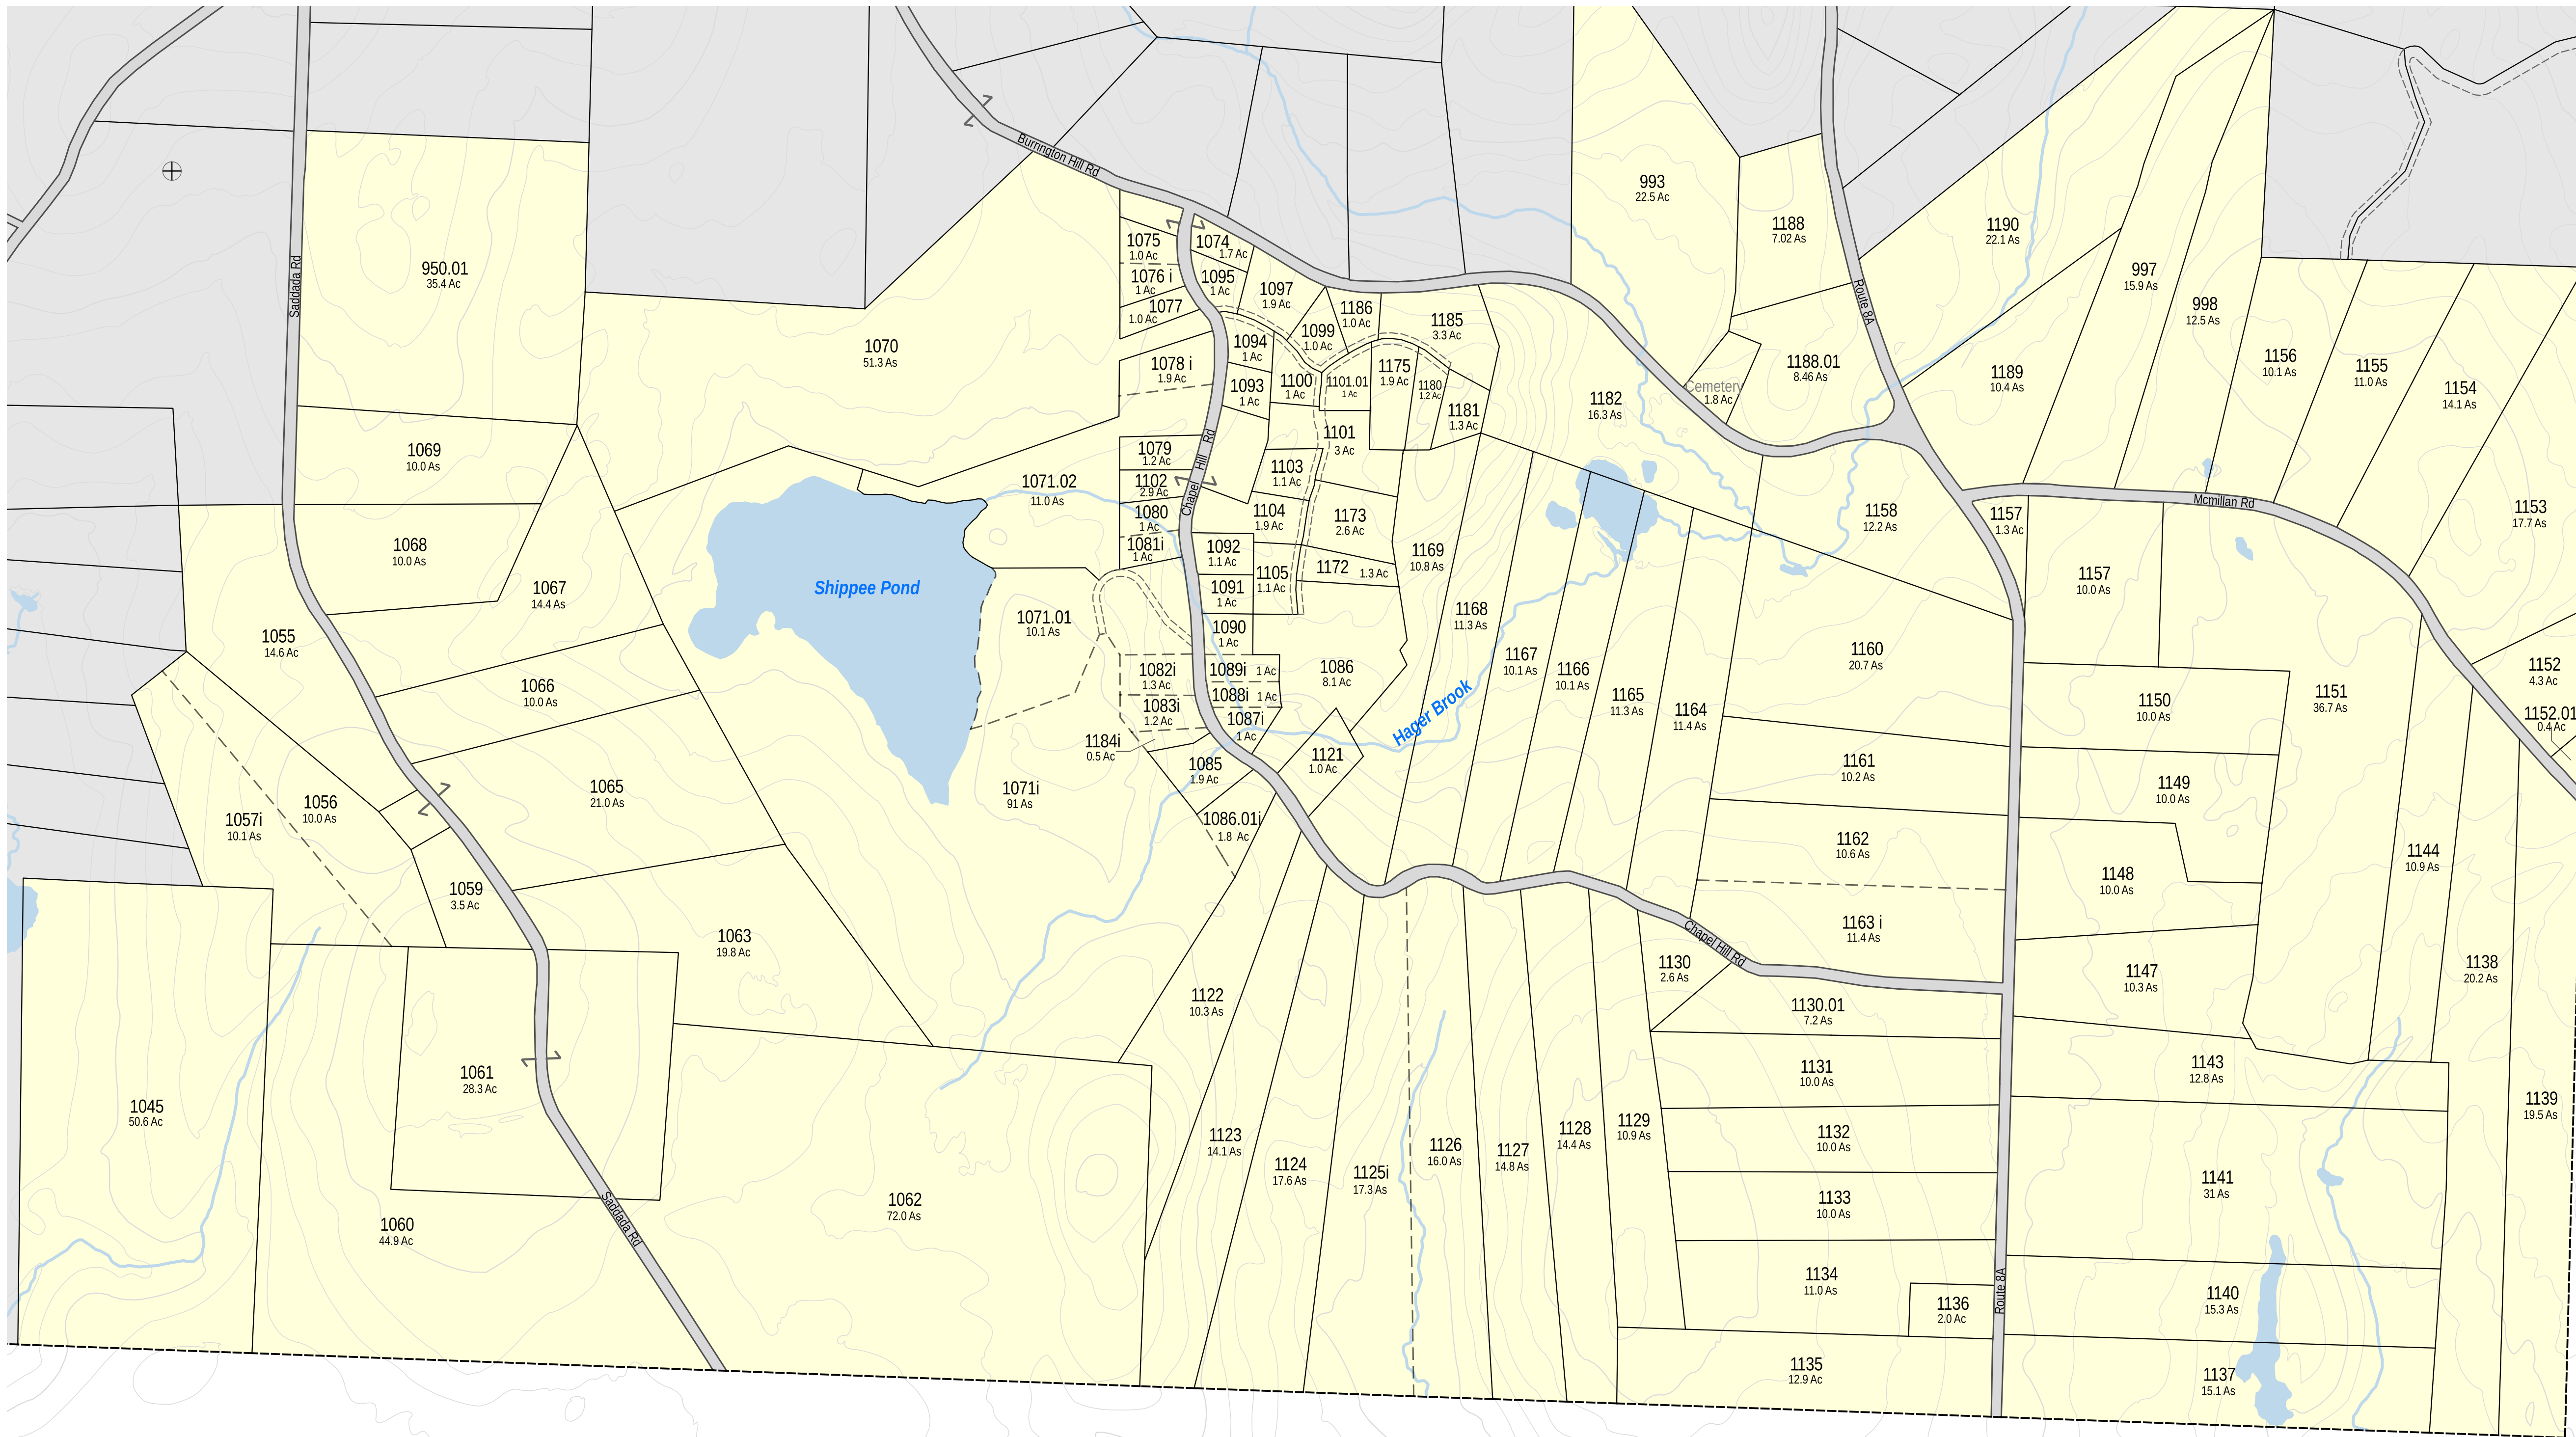 Burrington Hill Rd
993
22.5 Ac
1188
7.02 As
1190
22.1 As
950.01
35.4 Ac
Saddada Rd
1075
1.0 Ac
1074
1.7 Ac
1076 i
1 Ac
1095
1 Ac
1077
1.0 Ac
1097
1.9 Ac
1186
1.0 Ac
1099
1.0 Ac
1185
3.3 Ac
Route 8A
997
15.9 As
998
12.5 As
1070
51.3 As
1078 i
1.9 Ac
1094
1 Ac
1093
1 Ac
1100
1 Ac
1101.01
1 Ac
1175
1.9 Ac
1180
1.2 Ac
1181
1.3 Ac
1182
16.3 As
Cemetery
1.8 Ac
1188.01
8.46 As
1189
10.4 As
1156
10.1 As
1155
11.0 As
1154
14.1 As
1069
10.0 As
1079
1.2 Ac
1102
2.9 Ac
1080
1 Ac
1081i
1 Ac
Chapel Hill Rd
1101
3 Ac
1103
1.1 Ac
1104
1.9 Ac
1173
2.6 Ac
1071.02
11.0 As
1158
12.2 As
1157
1.3 Ac
Mcmillan Rd
1153
17.7 As
1068
10.0 As
1067
14.4 As
Shippee Pond
1092
1.1 Ac
1091
1 Ac
1105
1.1 Ac
1172
1.3 Ac
1169
10.8 As
1157
10.0 Ac
1055
14.6 Ac
1071.01
10.1 As
1090
1 Ac
1168
11.3 As
1066
10.0 As
1082i
1.3 Ac
1089i
1 Ac
1088i
1 Ac
1083i
1.2 Ac
1087i
1 Ac
1086
8.1 Ac
Hager Brook
1167
10.1 As
1166
10.1 As
1165
11.3 As
1164
11.4 As
1160
20.7 As
1150
10.0 As
1151
36.7 As
1152
4.3 Ac
1152.01
0.4 Ac
1184i
0.5 Ac
1085
1.9 Ac
1121
1.0 Ac
1161
10.2 As
1149
10.0 As
1057i
10.1 As
1056
10.0 As
1065
21.0 As
1071i
91 As
1086.01i
1.8 Ac
1162
10.6 As
1148
10.0 As
1144
10.9 As
1059
3.5 Ac
1063
19.8 Ac
1163 i
11.4 As
Chapel Hill Rd
1130
2.6 As
1130.01
7.2 As
1147
10.3 As
1138
20.2 As
1122
10.3 As
1061
28.3 Ac
1131
10.0 As
1143
12.8 As
1045
50.6 Ac
1123
14.1 As
1124
17.6 As
1125i
17.3 As
1126
16.0 As
1127
14.8 As
1128
14.4 As
1129
10.9 As
1132
10.0 As
1139
19.5 As
1060
44.9 Ac
Saddada Rd
1062
72.0 As
1133
10.0 As
1141
31 As
1134
11.0 As
1136
2.0 Ac
Route 8A
1140
15.3 As
1135
12.9 Ac
1137
15.1 As